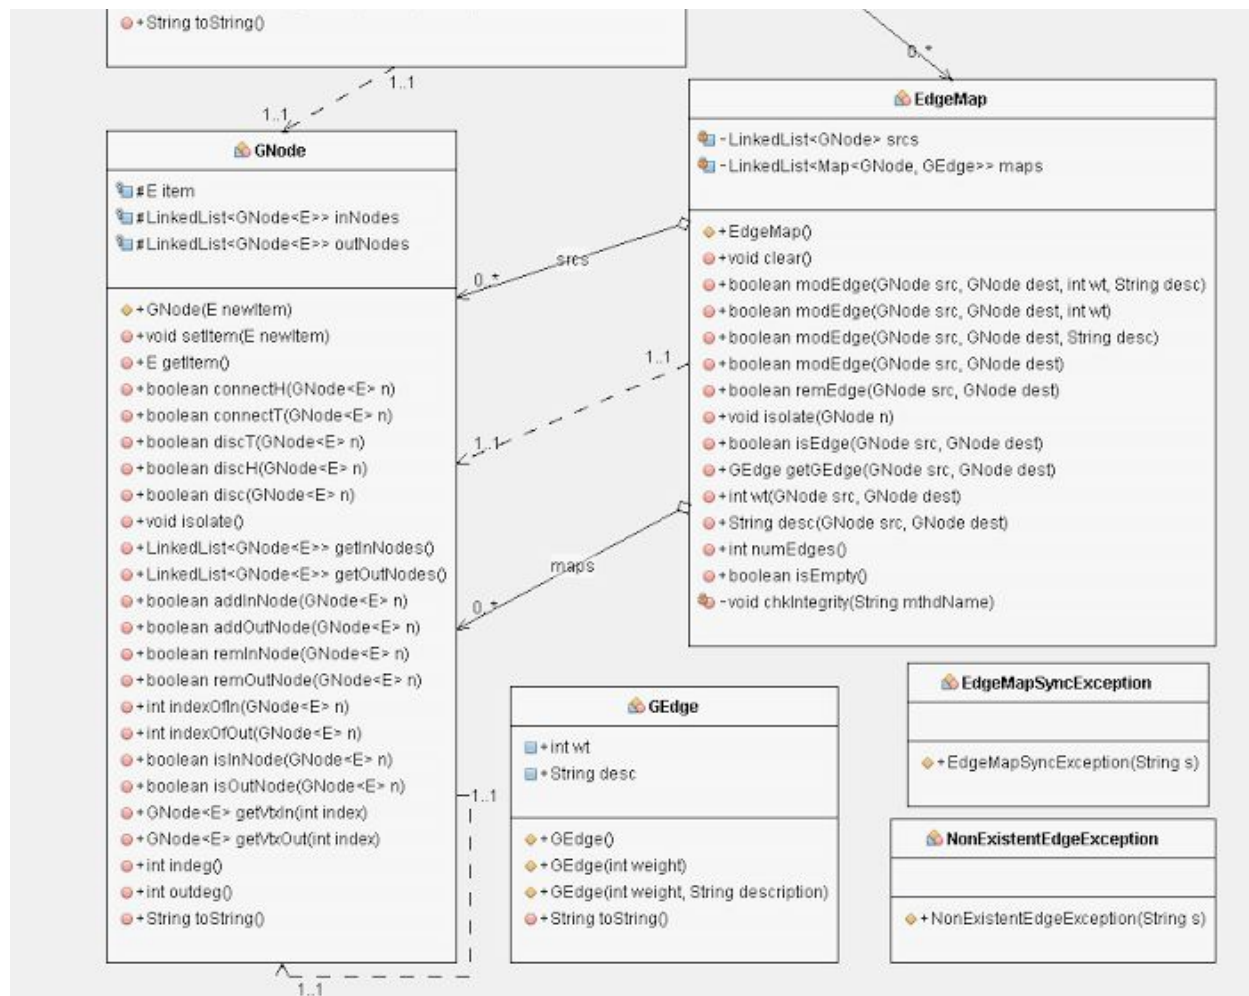 +String toString()
1..1
1..1
0..*
GNode
#E item
#LinkedList<GNode<E>> inNodes
#LinkedList<GNode<E>> outNodes
+GNode(E newItem)
+void setItem(E newItem)
+E getItem()
+boolean connectH(GNode<E> n)
+boolean connectT(GNode<E> n)
+boolean discT(GNode<E> n)
+boolean discH(GNode<E> n)
+boolean disc(GNode<E> n)
+void isolate()
+LinkedList<GNode<E>> getInNodes()
+LinkedList<GNode<E>> getOutNodes()
+boolean addInNode(GNode<E> n)
+boolean addOutNode(GNode<E> n)
+boolean remInNode(GNode<E> n)
+boolean remOutNode(GNode<E> n)
+int indexOfIn(GNode<E> n)
+int indexOfOut(GNode<E> n)
+boolean isInNode(GNode<E> n)
+boolean isOutNode(GNode<E> n)
+GNode<E> getVtxIn(int index)
+GNode<E> getVtxOut(int index)
+int indeg()
+int outdeg()
+String toString()
1..1
1..1
srcs
0..*
1..1
1..1
maps
0..*
EdgeMap
-LinkedList<GNode> srcs
-LinkedList<Map<GNode, GEdge>> maps
+EdgeMap()
+void clear()
+boolean modEdge(GNode src, GNode dest, int wt, String desc)
+boolean modEdge(GNode src, GNode dest, int wt)
+boolean modEdge(GNode src, GNode dest, String desc)
+boolean modEdge(GNode src, GNode dest)
+boolean remEdge(GNode src, GNode dest)
+void isolate(GNode n)
+boolean isEdge(GNode src, GNode dest)
+GEdge getGEdge(GNode src, GNode dest)
+int wt(GNode src, GNode dest)
+String desc(GNode src, GNode dest)
+int numEdges()
+boolean isEmpty()
-void chkIntegrity(String mthdName)
GEdge
+int wt
+String desc
+GEdge()
+GEdge(int weight)
+GEdge(int weight, String description)
+String toString()
EdgeMapSyncException
+EdgeMapSyncException(String s)
NonExistentEdgeException
+NonExistentEdgeException(String s)